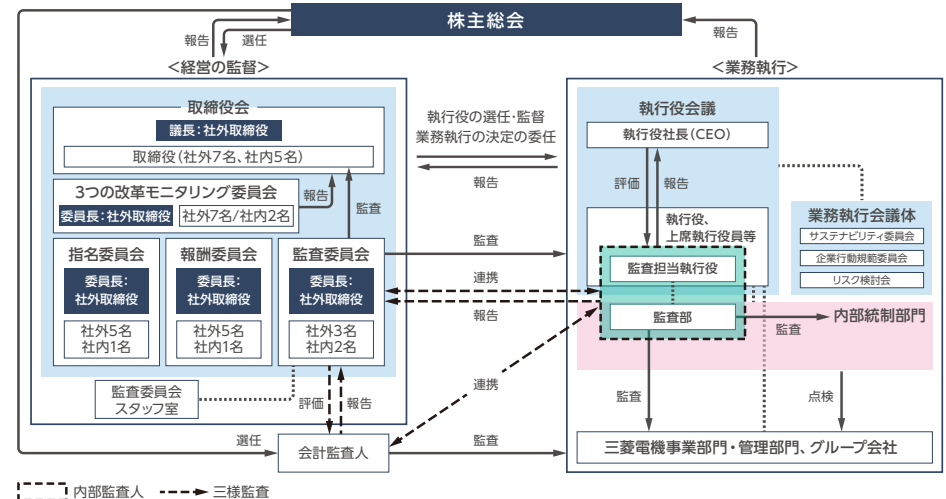 株主総会
報告
選任
報告
<経営の監督>
<業務執行>
取締役会
議長:社外取締役
取締役(社外7名、社内5名)
3つの改革モニタリング委員会
委員長:社外取締役
社外7名/社内2名
報告
監査
指名委員会
委員長:
社外取締役
社外5名
社内1名
報酬委員会
委員長:
社外取締役
社外5名
社内1名
監査委員会
委員長:
社外取締役
社外3名
社内2名
監査委員会
スタッフ室
評価
報告
執行役の選任・監督
業務執行の決定の委任
報告
監査
連携
報告
連携
執行役会議
執行役社長(CEO)
評価
報告
執行役、
上席執行役員等
監査担当執行役
監査部
業務執行会議体
サステナビリティ委員会
企業行動規範委員会
リスク検討会
監査
内部統制部門
監査
点検
三菱電機事業部門・管理部門、グループ会社
選任
会計監査人
監査
内部監査人
三様監査